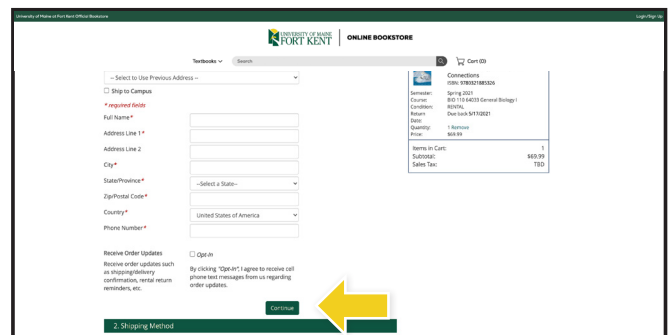 University of Maine at Fort Kent Official Bookstore
Login/Sign Up
UNIVERSITY OF MAINE
FORT KENT
ONLINE BOOKSTORE
Textbooks
Search
Cart (0)
-- Select to Use Previous Address --
Ship to Campus
* required fields
Full Name*
Address Line 1*
Address Line 2
City*
State/Province*
--Select a State--
Zip/Postal Code*
Country*
United States of America
Phone Number*
Receive Order Updates
Opt-In
Receive order updates such
as shipping/delivery
confirmation, rental return
reminders, etc.
By clicking "Opt-In", I agree to receive cell
phone text messages from us regarding
order updates.
Continue
2. Shipping Method
Connections
ISBN: 9780321885326
Semester: Spring 2021
Course: BIO 110 64033 General Biology I
Condition: RENTAL
Return Due back 5/17/2021
Date:
Quantity: 1 Remove
Price: $69.99
Items in Cart: 1
Subtotal: $69.99
Sales Tax: TBD